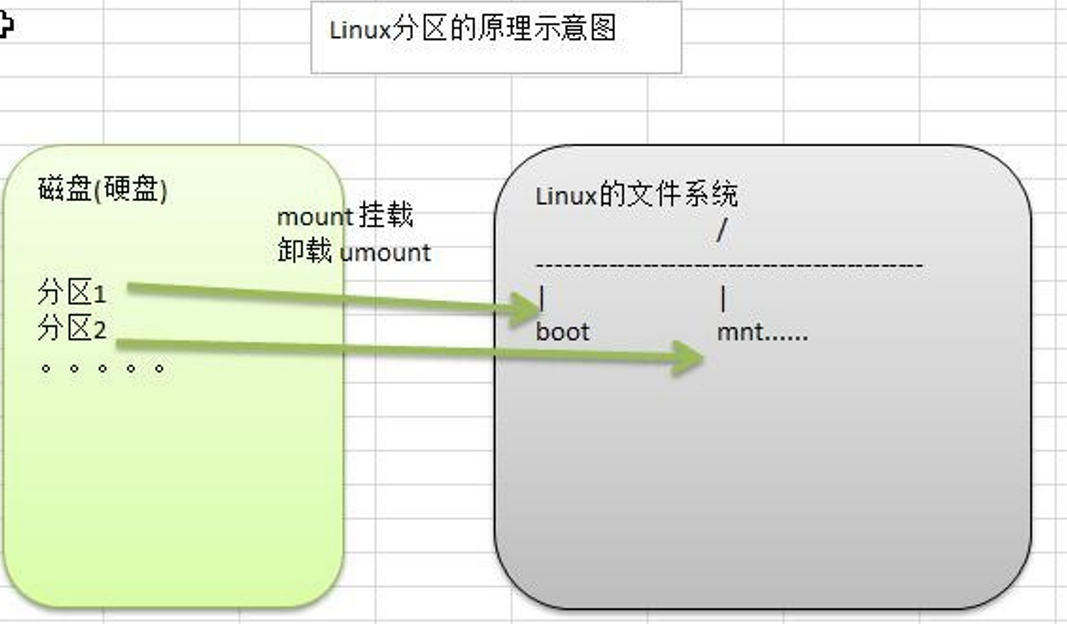 Linux分区的原理示意图
磁盘(硬盘)
mount 挂载
卸载 umount
分区1
分区2
。。。。。
Linux的文件系统
/
-------------------------------------------
|                    |
boot                 mnt......